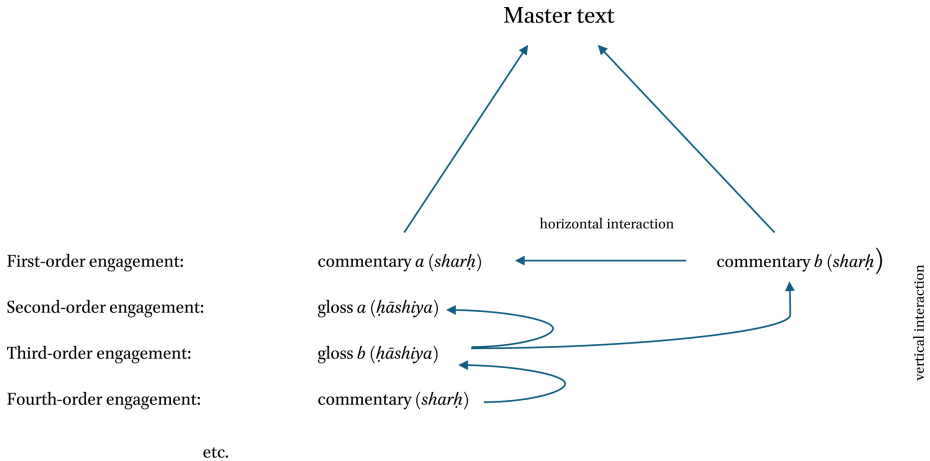 Master text
horizontal interaction
First-order engagement: commentary a (sharḥ) commentary b (sharḥ)
Second-order engagement: gloss a (ḥāshiya)
Third-order engagement: gloss b (ḥāshiya)
Fourth-order engagement: commentary (sharḥ)
etc.
vertical interaction